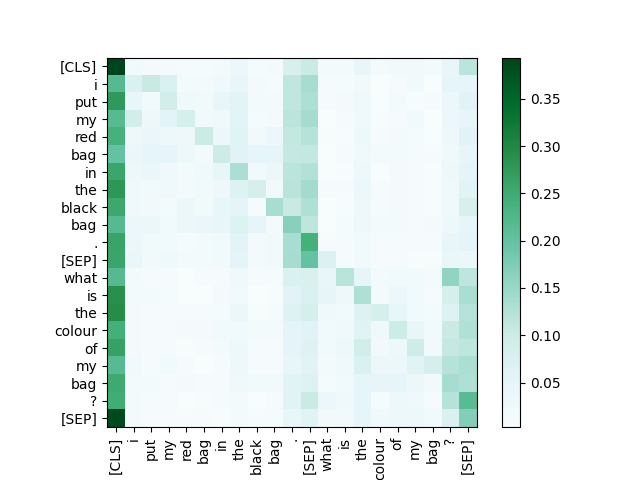 [CLS]
i
put
my
red
bag
in
the
black
bag
.
[SEP]
what
is
the
colour
of
my
bag
?
[SEP]
[CLS] i put my red bag in the black bag . [SEP] what is the colour of my bag ? [SEP]
0.35
0.30
0.25
0.20
0.15
0.10
0.05